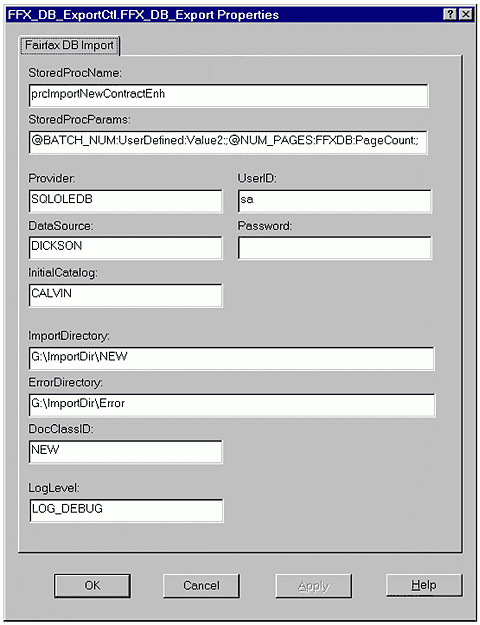 FFX_DB_ExportCtl.FFX_DB_Export Properties
Fairfax DB Import
StoredProcName:
prcImportNewContractEnh
StoredProcParams:
@BATCH_NUM:UserDefined:Value2:;@NUM_PAGES:FFXDB:PageCount:;
Provider: UserID:
SQLOLEDB sa
DataSource: Password:
DICKSON
InitialCatalog:
CALVIN
ImportDirectory:
G:\ImportDir\NEW
ErrorDirectory:
G:\ImportDir\Error
DocClassID:
NEW
LogLevel:
LOG_DEBUG
OK Cancel Apply Help